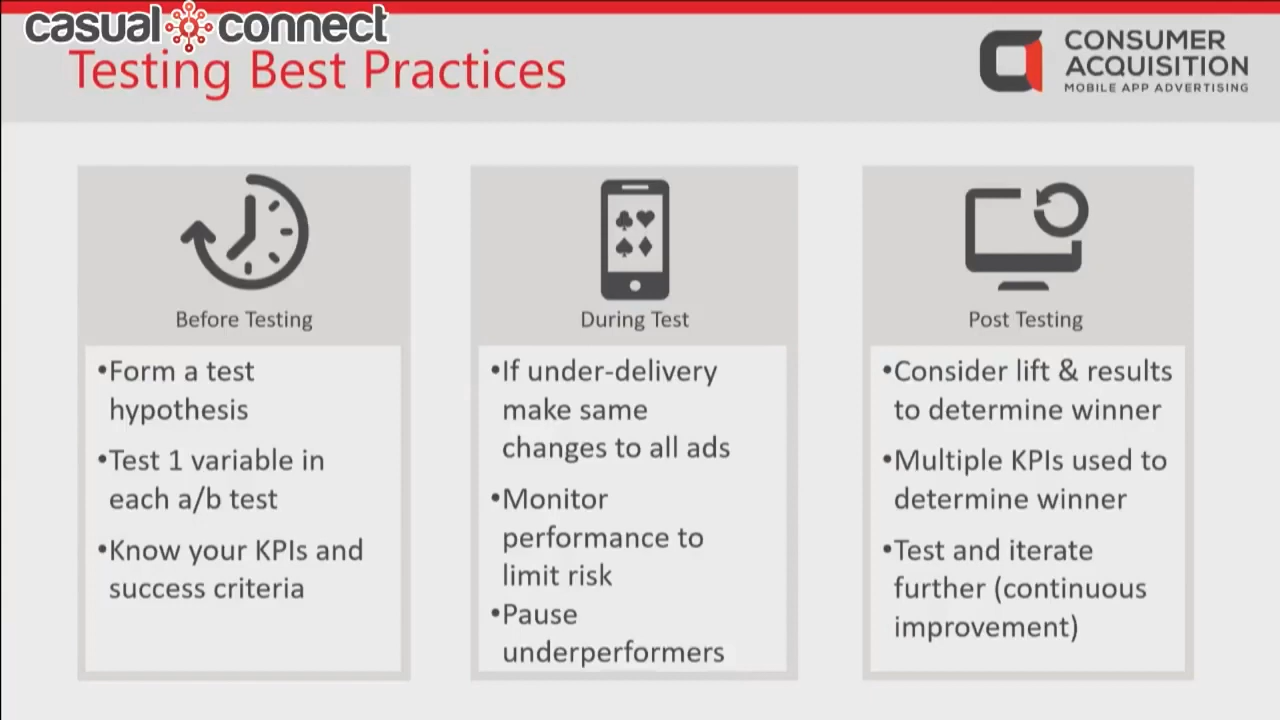 casual connect
Testing Best Practices
CONSUMER
ACQUISITION
MOBILE APP ADVERTISING
Before Testing
•Form a test
hypothesis
•Test 1 variable in
each a/b test
•Know your KPIs and
success criteria
During Test
•If under-delivery
make same
changes to all ads
•Monitor
performance to
limit risk
•Pause
underperformers
Post Testing
•Consider lift & results
to determine winner
•Multiple KPIs used to
determine winner
•Test and iterate
further (continuous
improvement)